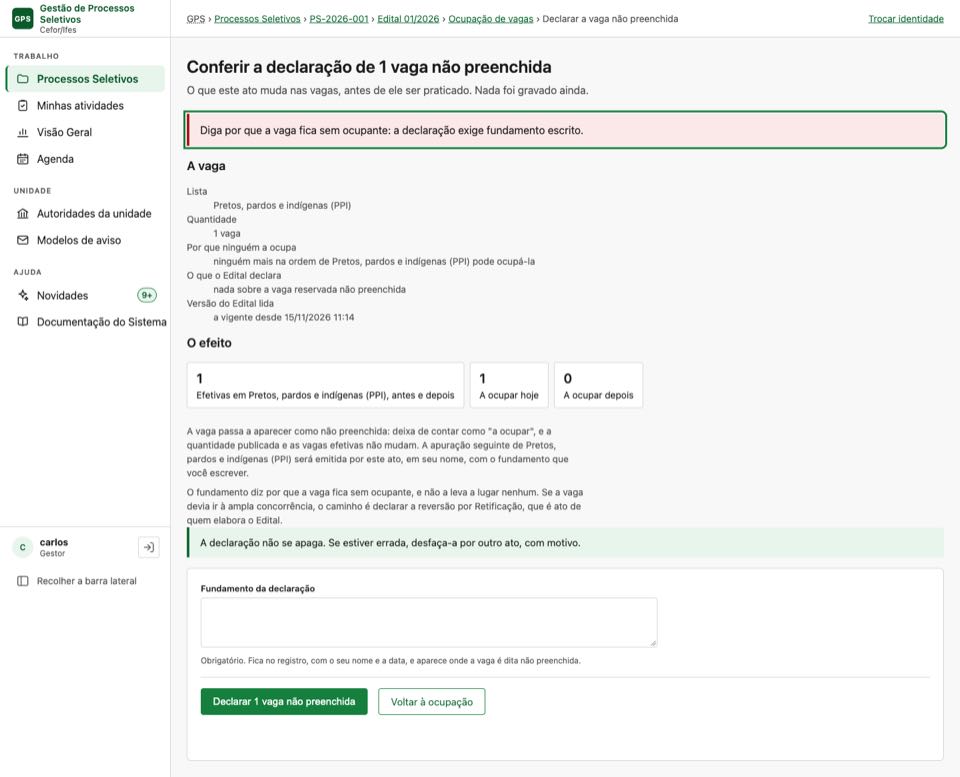 GPS
Gestão de Processos
Seletivos
Cefor/Ifes
GPS › Processos Seletivos › PS-2026-001 › Edital 01/2026 › Ocupação de vagas › Declarar a vaga não preenchida
Trocar identidade
TRABALHO
Processos Seletivos
Minhas atividades
Visão Geral
Agenda
UNIDADE
Autoridades da unidade
Modelos de aviso
AJUDA
Novidades
9+
Documentação do Sistema
C
carlos
Gestor
Recolher a barra lateral
Conferir a declaração de 1 vaga não preenchida
O que este ato muda nas vagas, antes de ele ser praticado. Nada foi gravado ainda.
Diga por que a vaga fica sem ocupante: a declaração exige fundamento escrito.
A vaga
Lista
Pretos, pardos e indígenas (PPI)
Quantidade
1 vaga
Por que ninguém a ocupa
ninguém mais na ordem de Pretos, pardos e indígenas (PPI) pode ocupá-la
O que o Edital declara
nada sobre a vaga reservada não preenchida
Versão do Edital lida
a vigente desde 15/11/2026 11:14
O efeito
1
Efetivas em Pretos, pardos e indígenas (PPI), antes e depois
1
A ocupar hoje
0
A ocupar depois
A vaga passa a aparecer como não preenchida: deixa de contar como "a ocupar", e a
quantidade publicada e as vagas efetivas não mudam. A apuração seguinte de Pretos,
pardos e indígenas (PPI) será emitida por este ato, em seu nome, com o fundamento que
você escrever.
O fundamento diz por que a vaga fica sem ocupante, e não a leva a lugar nenhum. Se a vaga
devia ir à ampla concorrência, o caminho é declarar a reversão por Retificação, que é ato de
quem elabora o Edital.
A declaração não se apaga. Se estiver errada, desfaça-a por outro ato, com motivo.
Fundamento da declaração
Obrigatório. Fica no registro, com o seu nome e a data, e aparece onde a vaga é dita não preenchida.
Declarar 1 vaga não preenchida
Voltar à ocupação